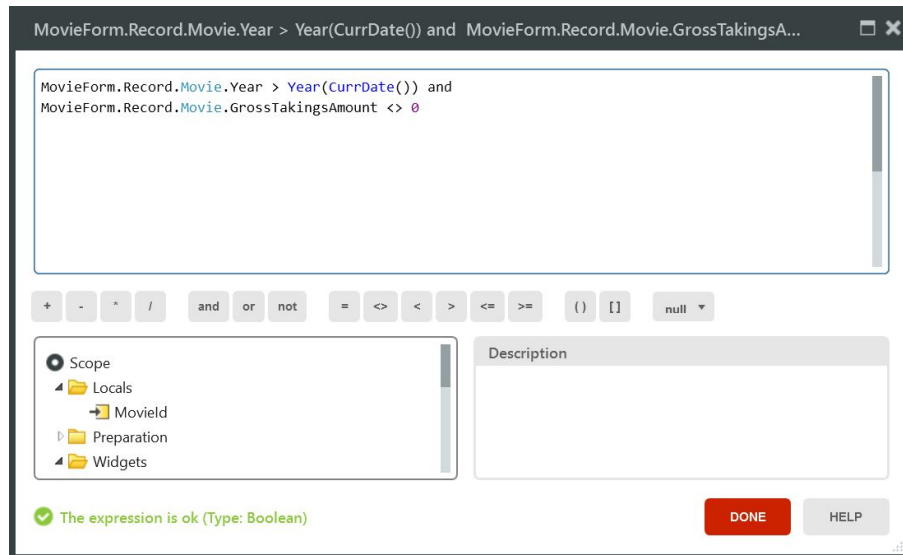 MovieForm.Record.Movie.Year > Year(CurrDate()) and MovieForm.Record.Movie.GrossTakingsA...
MovieForm.Record.Movie.Year > Year(CurrDate()) and
MovieForm.Record.Movie.GrossTakingsAmount <> 0
+ - * / and or not = <> < > <= >= ( ) [ ] null
Scope
Locals
MovieId
Preparation
Widgets
Description
The expression is ok (Type: Boolean)
DONE
HELP